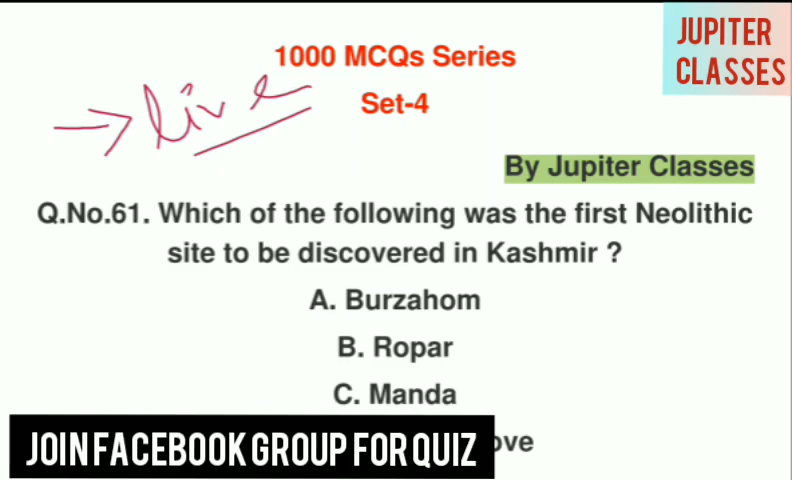 JUPITER
CLASSES
1000 MCQs Series
→ live
Set-4
By Jupiter Classes
Q.No.61. Which of the following was the first Neolithic
site to be discovered in Kashmir ?
A. Burzahom
B. Ropar
C. Manda
JOIN FACEBOOK GROUP FOR QUIZ